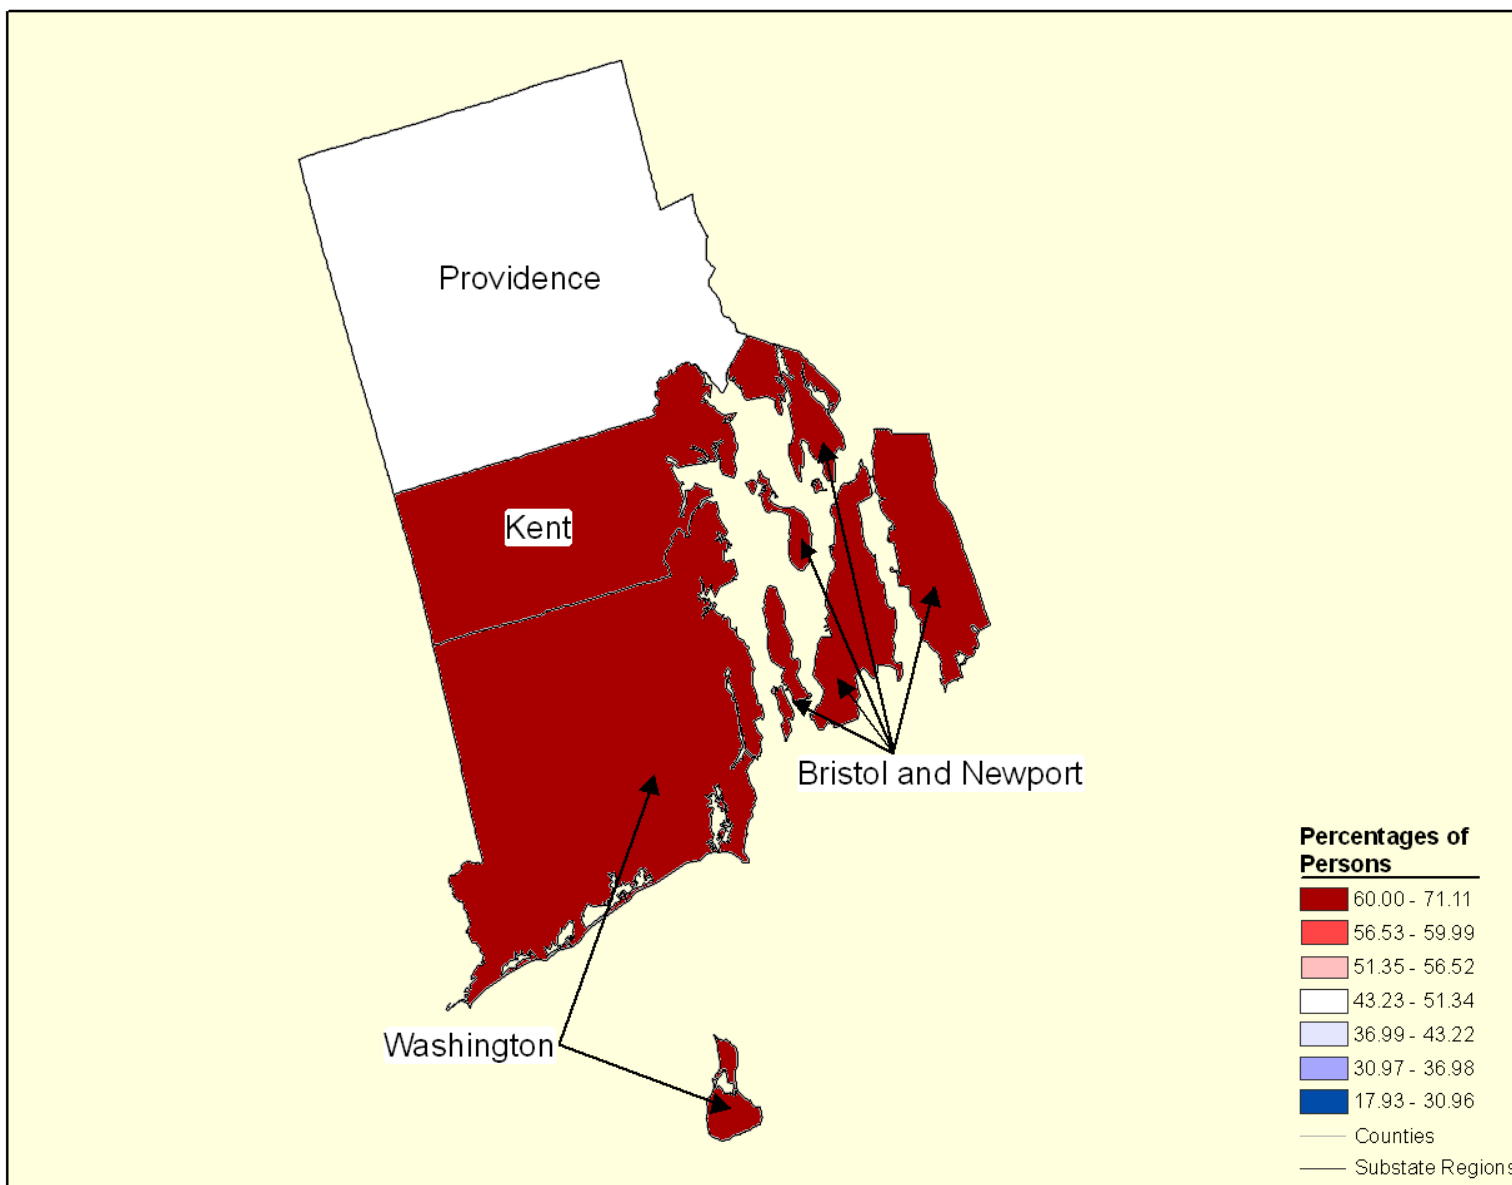 Providence
Kent
Bristol and Newport
Washington
Percentages of
Persons
60.00 - 71.11
56.53 - 59.99
51.35 - 56.52
43.23 - 51.34
36.99 - 43.22
30.97 - 36.98
17.93 - 30.96
Counties
Substate Regions